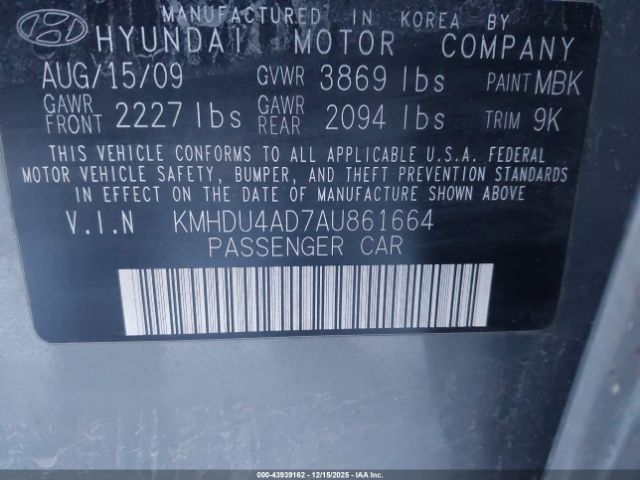 MANUFACTURED IN KOREA BY
HYUNDAI MOTOR COMPANY
AUG/15/09 GVWR 3869 lbs PAINT MBK
GAWR FRONT 2227 lbs GAWR REAR 2094 lbs TRIM 9K
THIS VEHICLE CONFORMS TO ALL APPLICABLE U.S.A. FEDERAL
MOTOR VEHICLE SAFETY, BUMPER, AND THEFT PREVENTION STANDARDS
IN EFFECT ON THE DATE OF MANUFACTURE SHOWN ABOVE.
V.I.N KMHDU4AD7AU861664
PASSENGER CAR
000-43939162 - 12/15/2025 - IAAI.COM